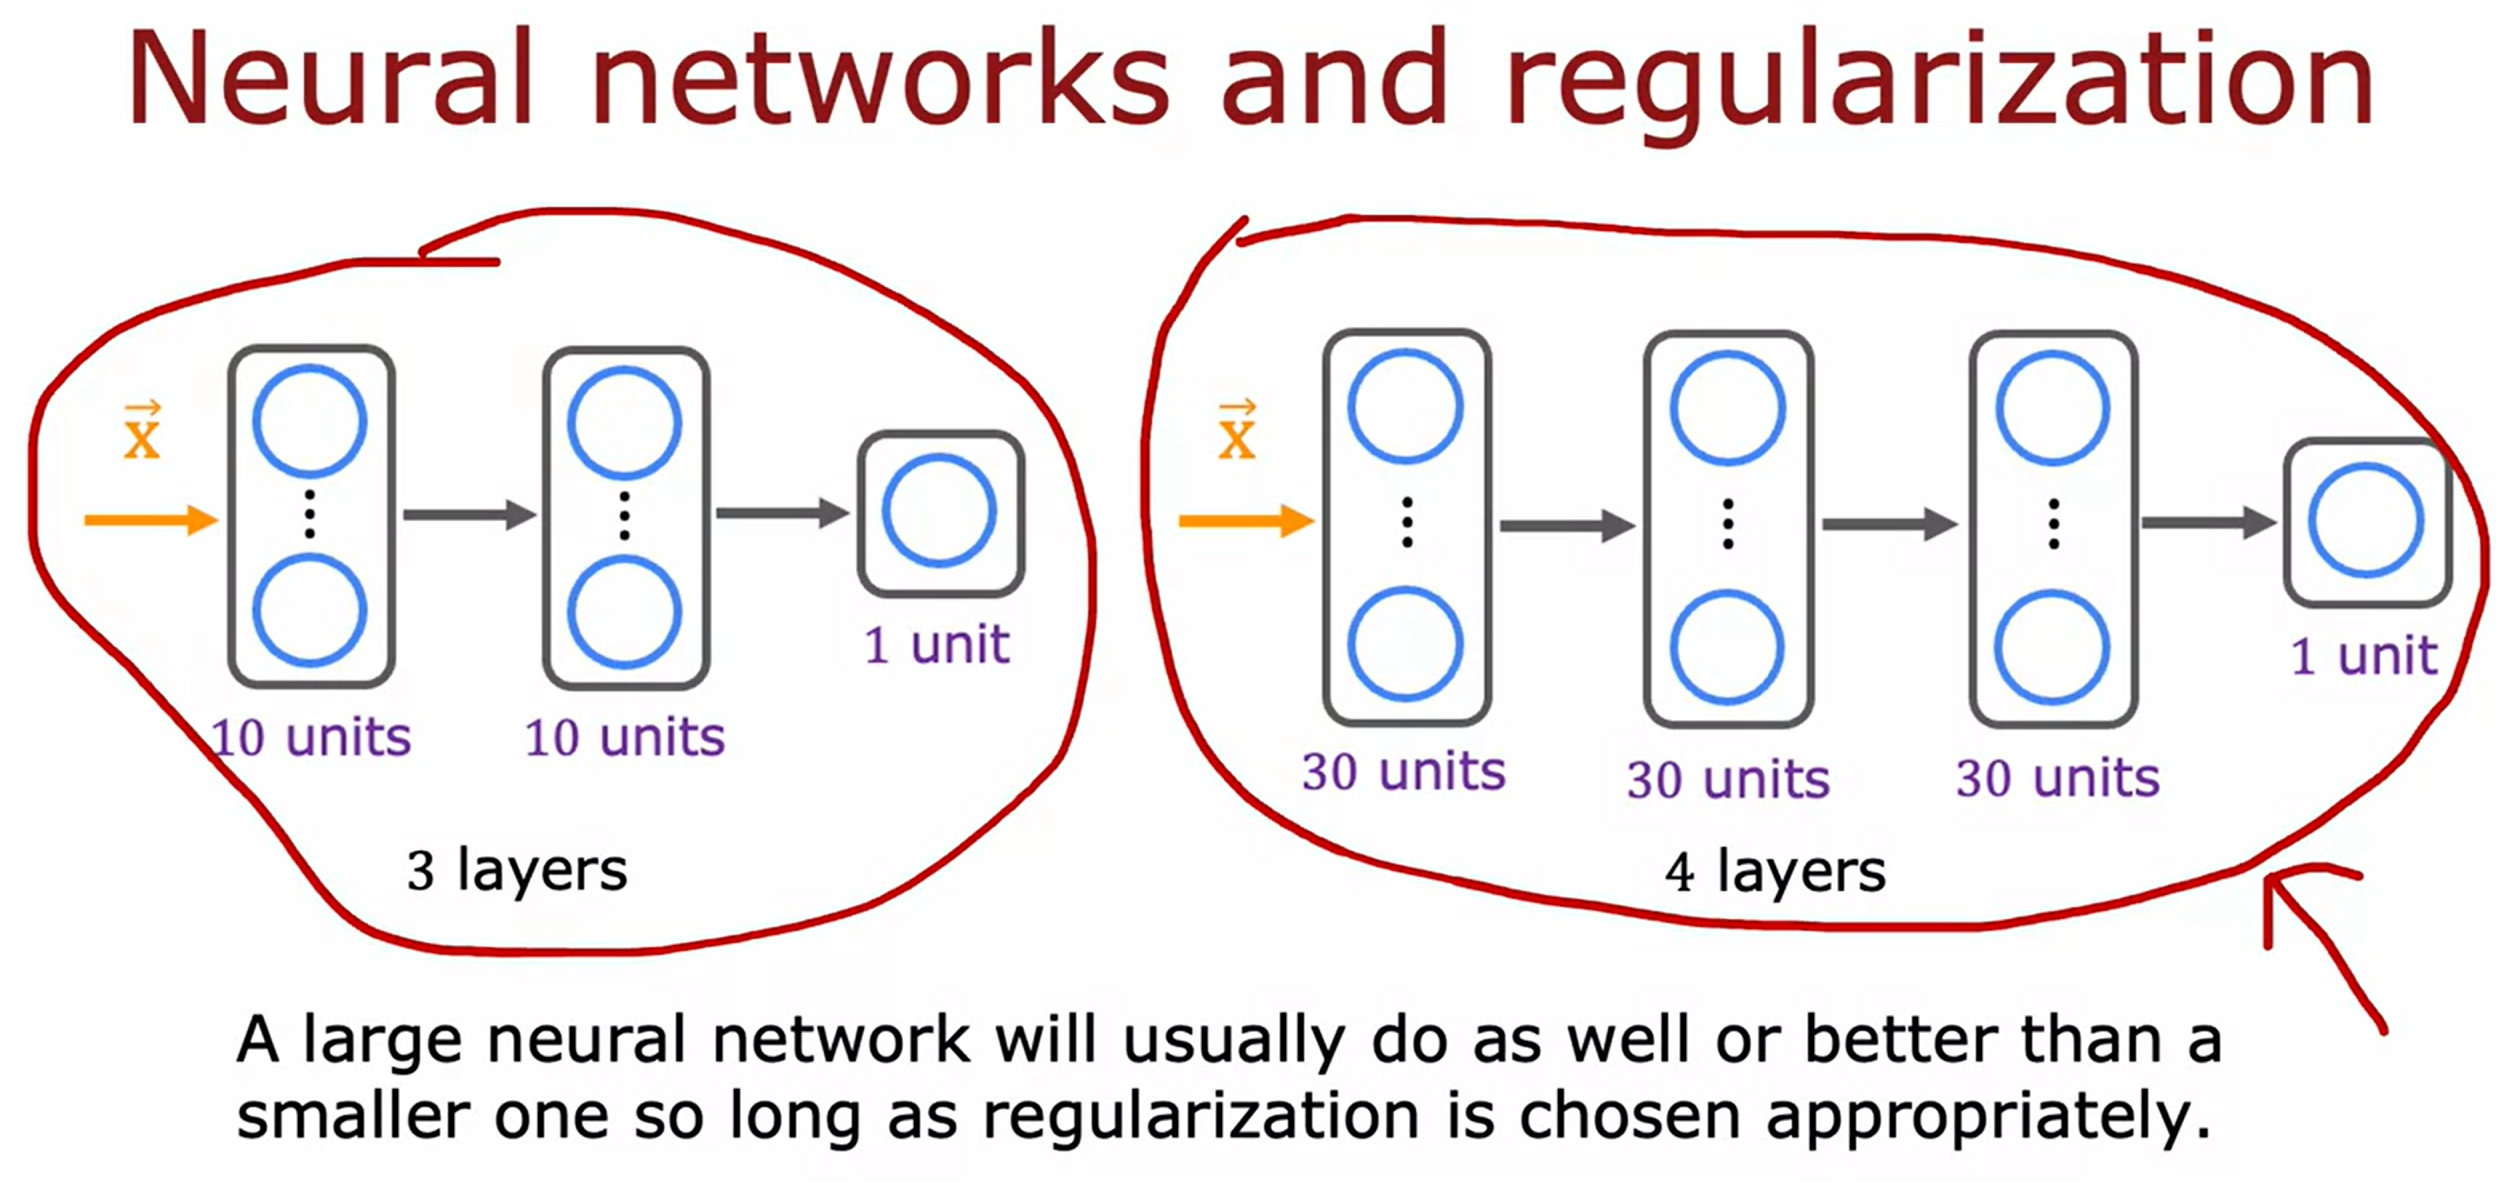 Neural networks and regularization
x⃗
10 units
10 units
1 unit
3 layers
x⃗
30 units
30 units
30 units
1 unit
4 layers
A large neural network will usually do as well or better than a
smaller one so long as regularization is chosen appropriately.